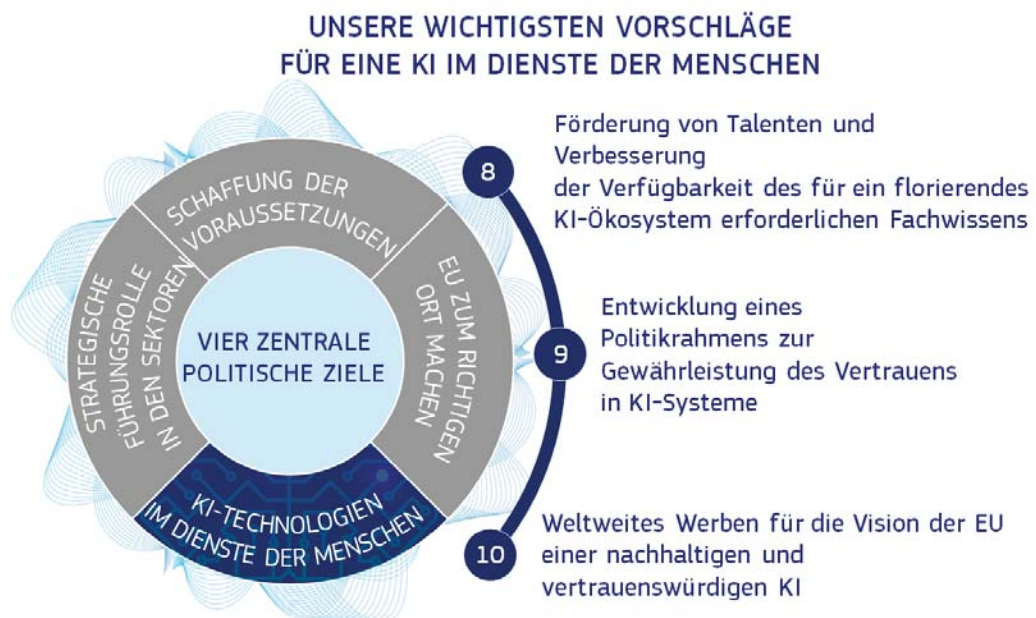 UNSERE WICHTIGSTEN VORSCHLÄGE
FÜR EINE KI IM DIENSTE DER MENSCHEN
SCHAFFUNG DER
VORAUSSETZUNGEN
EU ZUM RICHTIGEN
ORT MACHEN
STRATEGISCHE
FÜHRUNGSROLLE
IN DEN SEKTOREN
VIER ZENTRALE
POLITISCHE ZIELE
KI-TECHNOLOGIEN
IM DIENSTE DER MENSCHEN
8
Förderung von Talenten und
Verbesserung
der Verfügbarkeit des für ein florierendes
KI-Ökosystem erforderlichen Fachwissens
9
Entwicklung eines
Politikrahmens zur
Gewährleistung des Vertrauens
in KI-Systeme
10
Weltweites Werben für die Vision der EU
einer nachhaltigen und
vertrauenswürdigen KI